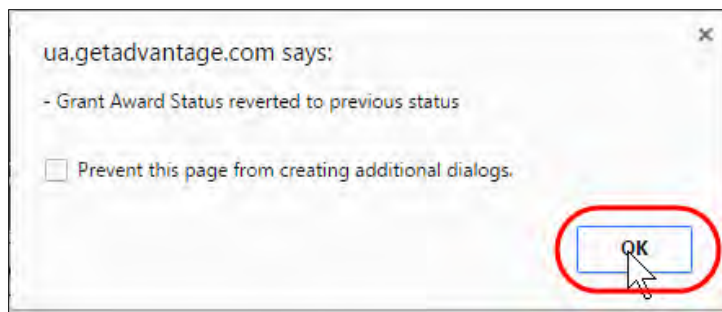 ua.getadvantage.com says:
- Grant Award Status reverted to previous status
Prevent this page from creating additional dialogs.
OK